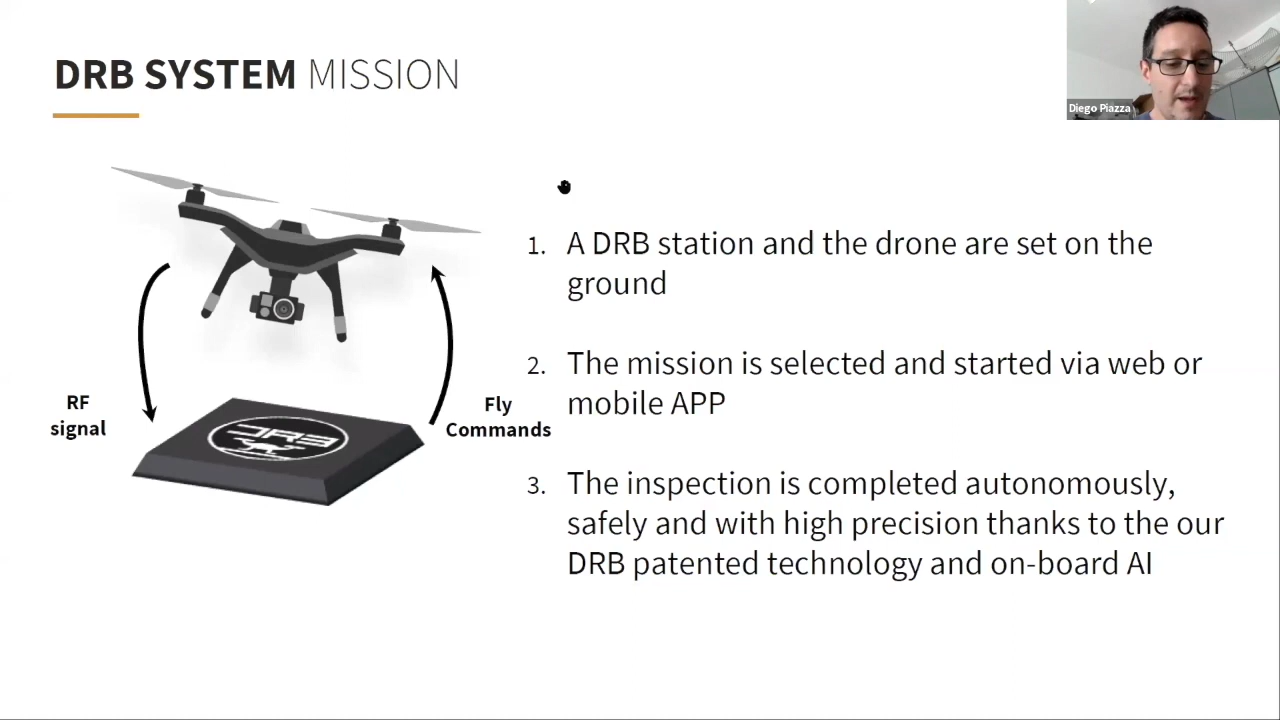 DRB SYSTEM MISSION
Diego Piazza
1. A DRB station and the drone are set on the
ground
2. The mission is selected and started via web or
mobile APP
RF
signal
Fly
Commands
DRB
3. The inspection is completed autonomously,
safely and with high precision thanks to the our
DRB patented technology and on-board AI